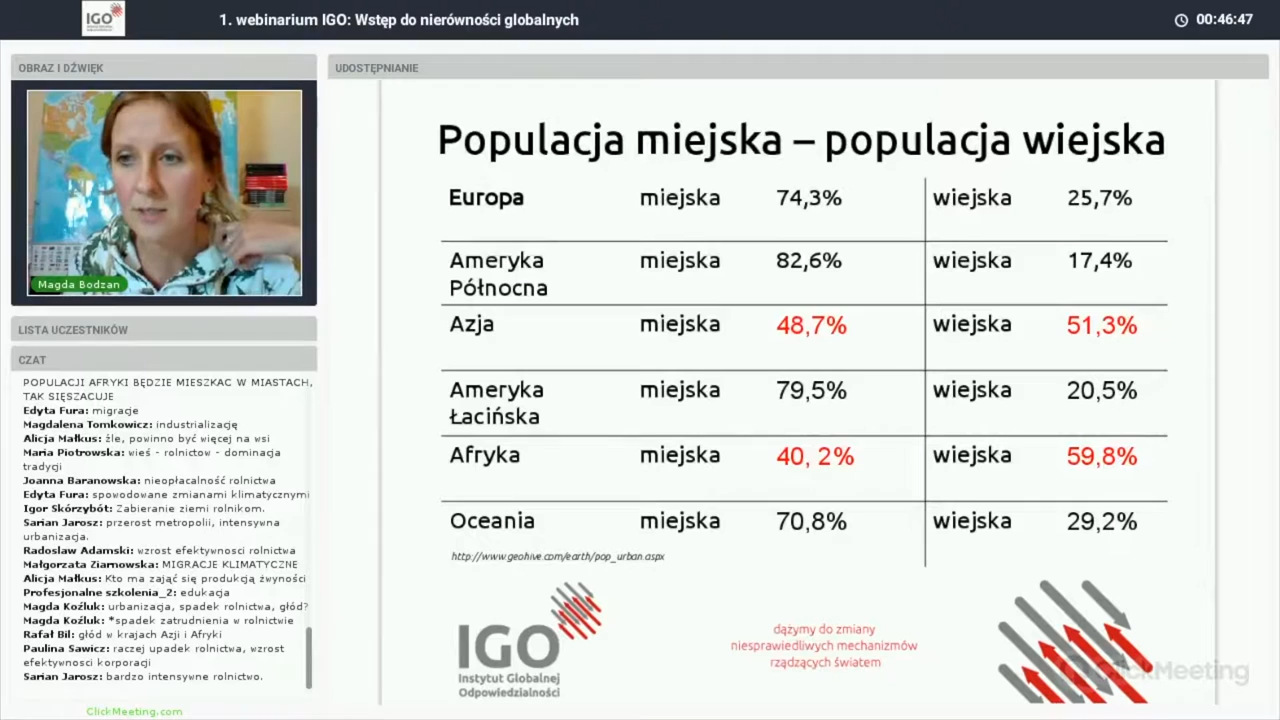 IGO
1. webinarium IGO: Wstęp do nierówności globalnych
00:46:47
OBRAZ I DŹWIĘK
Magda Bodzan
LISTA UCZESTNIKÓW
CZAT
POPULACJI AFRYKI BĘDZIE MIESZKAC W MIASTACH,
TAK SIĘSZACUJE
Edyta Fura: migracje
Magdalena Tomkowicz: industrializację
Alicja Małkus: żle, powinno być więcej na wsi
Maria Piotrowska: wieś - rolnictow - dominacja
tradycji
Joanna Baranowska: nieopłacalność rolnictwa
Edyta Fura: spowodowane zmianami klimatycznymi
Igor Skórzybót: Zabieranie ziemi rolnikom.
Sarian Jarosz: przerost metropolii, intensywna
urbanizacja.
Radoslaw Adamski: wzrost efektywnosci rolnictwa
Małgorzata Ziarnowska: MIGRACJE KLIMATYCZNE
Alicja Małkus: Kto ma zająć się produkcją żwyności
Profesjonalne szkolenia_2: edukacja
Magda Koźluk: urbanizacja, spadek rolnictwa, głód?
Magda Koźluk: *spadek zatrudnienia w rolnictwie
Rafał Bil: głód w krajach Azji i Afryki
Paulina Sawicz: raczej upadek rolnictwa, wzrost
efektywnosci korporacji
Sarian Jarosz: bardzo intensywne rolnictwo.
ClickMeeting.com
UDOSTĘPNIANIE
Populacja miejska – populacja wiejska
Europa miejska 74,3% wiejska 25,7%
Ameryka miejska 82,6% wiejska 17,4%
Północna
Azja miejska 48,7% wiejska 51,3%
Ameryka miejska 79,5% wiejska 20,5%
Łacińska
Afryka miejska 40, 2% wiejska 59,8%
Oceania miejska 70,8% wiejska 29,2%
http://www.geohive.com/earth/pop_urban.aspx
IGO
Instytut Globalnej
Odpowiedzialności
dążymy do zmiany
niesprawiedliwych mechanizmów
rządzących światem
ClickMeeting